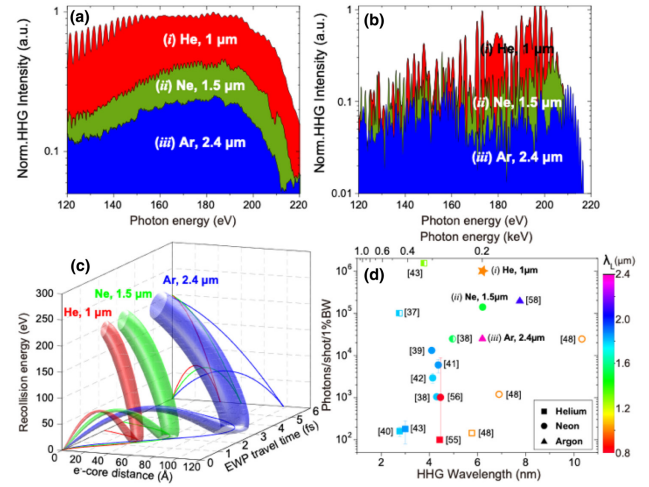 (a)
Norm.HHG Intensity (a.u.)
1
0.1
(i) He, 1 µm
(ii) Ne, 1.5 µm
(iii) Ar, 2.4 µm
120 140 160 180 200 220
Photon energy (eV)
(b)
Norm.HHG Intensity (a.u.)
1
0.1
0.01
(i) He, 1 µm
(ii) Ne, 1.5 µm
(iii) Ar, 2.4 µm
120 140 160 180 200 220
Photon energy (eV)
(c)
Recollision energy (eV)
300
250
200
150
100
50
0
He, 1 µm
Ne, 1.5 µm
Ar, 2.4 µm
0 20 40 60 80 100 120
e⁻-core distance (Å)
0 1 2 3 4 5 6
EWP travel time (fs)
Photon energy (keV)
1.0 0.8 0.6 0.4 0.2
(d)
Photons/shot/1%BW
10⁶
10⁵
10⁴
10³
10²
[43]
(i) He, 1µm
(ii) Ne, 1.5µm
[58]
[37]
[38]
(iii) Ar, 2.4µm
[48]
[39]
[41]
[42]
[38]
[56]
[48]
[40]
[43]
[55]
[48]
Helium
Neon
Argon
2 4 6 8 10
HHG Wavelength (nm)
λL(µm)
2.4
2.0
1.6
1.2
0.8